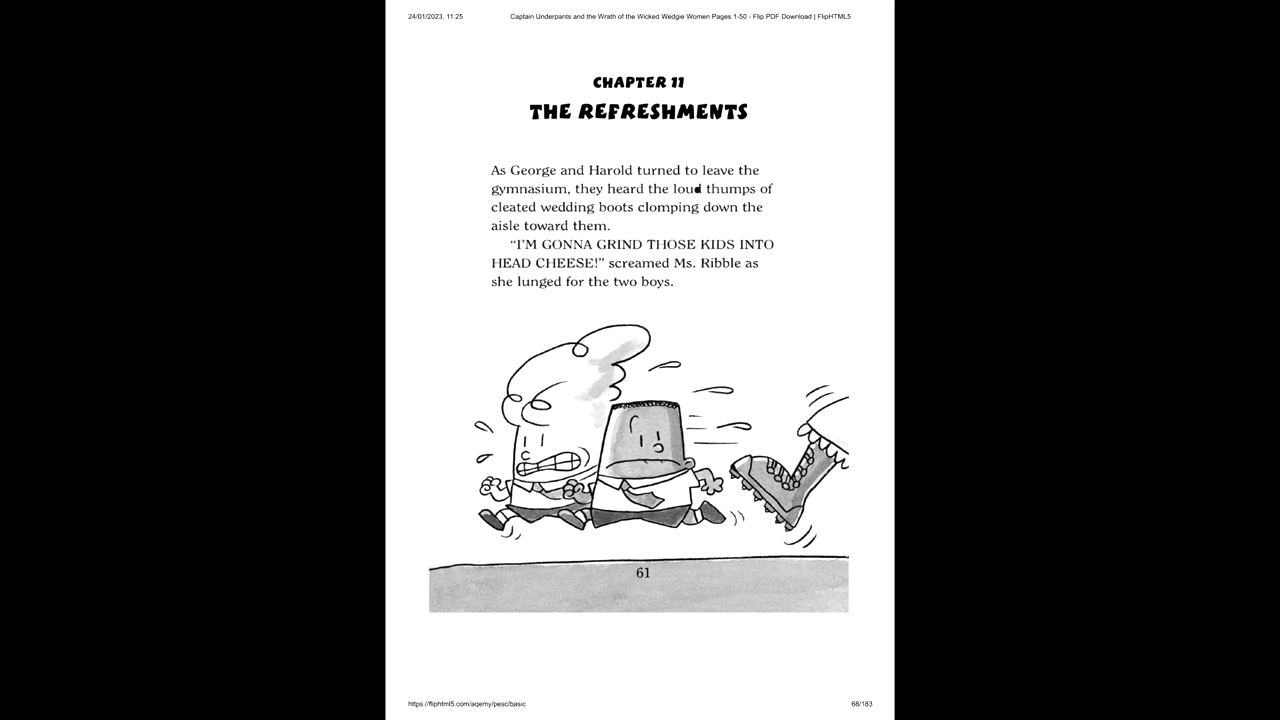 24/01/2023, 11:25 Captain Underpants and the Wrath of the Wicked Wedgie Women Pages 1-50 - Flip PDF Download | FlipHTML5
CHAPTER 11
THE REFRESHMENTS
As George and Harold turned to leave the
gymnasium, they heard the loud thumps of
cleated wedding boots clomping down the
aisle toward them.
“I’M GONNA GRIND THOSE KIDS INTO
HEAD CHEESE!” screamed Ms. Ribble as
she lunged for the two boys.
61
https://fliphtml5.com/aqemy/pesc/basic 68/183